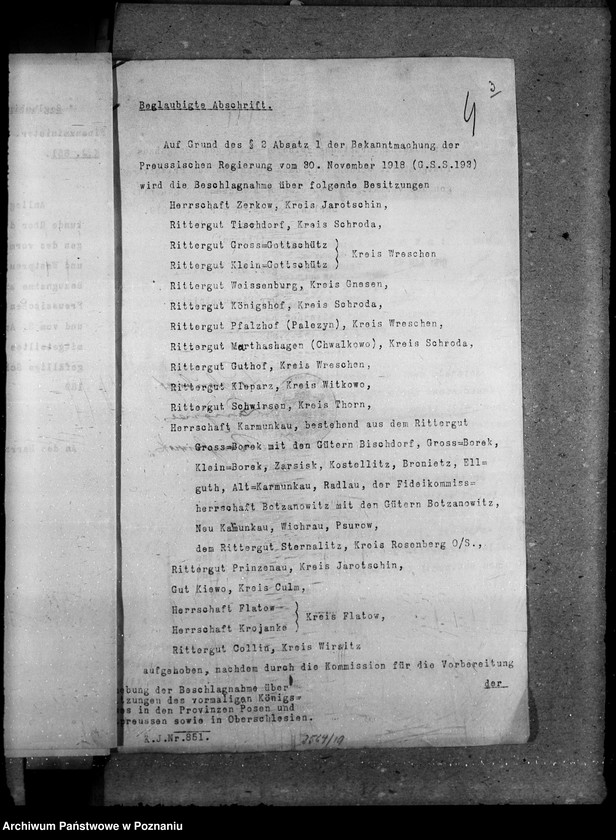 3
4
Beglaubigte Abschrift.
Auf Grund des § 2 Absatz 1 der Bekanntmachung der
Preussischen Regierung vom 30. November 1918 (G.S.S.193)
wird die Beschlagnahme über folgende Besitzungen
Herrschaft Zerkow, Kreis Jarotschin,
Rittergut Tischdorf, Kreis Schroda,
Rittergut Gross=Gottschütz
Rittergut Klein=Gottschütz } Kreis Wreschen
Rittergut Weissenburg, Kreis Gnesen,
Rittergut Königshof, Kreis Schroda,
Rittergut Pfalzhof (Palczyn), Kreis Wreschen,
Rittergut Marthashagen (Chwalkowo), Kreis Schroda,
Rittergut Guthof, Kreis Wreschen,
Rittergut Kleparz, Kreis Witkowo,
Rittergut Schwirsen, Kreis Thorn,
Herrschaft Karmunkau, bestehend aus dem Rittergut
Gross=Borek mit den Gütern Bischdorf, Gross=Borek,
Klein=Borek, Zarsisk, Kostellitz, Bronietz, Ell=
guth, Alt=Karmunkau, Radlau, der Fideikommiss=
herrschaft Botzanowitz mit den Gütern Botzanowitz,
Neu Kamunkau, Wichrau, Psurow,
dem Rittergut Sternalitz, Kreis Rosenberg O/S.,
Rittergut Prinzenau, Kreis Jarotschin,
Gut Kiewo, Kreis Culm,
Herrschaft Flatow
Herrschaft Krojanke } Kreis Flatow,
Rittergut Collin, Kreis Wirsitz
aufgehoben, nachdem durch die Kommission für die Vorbereitung
der
ebung der Beschlagnahme über
tzungen des vormaligen Königs=
es in den Provinzen Posen und
preussen sowie in Oberschlesien.
K.J.Nr.851.
Archiwum Państwowe w Poznaniu